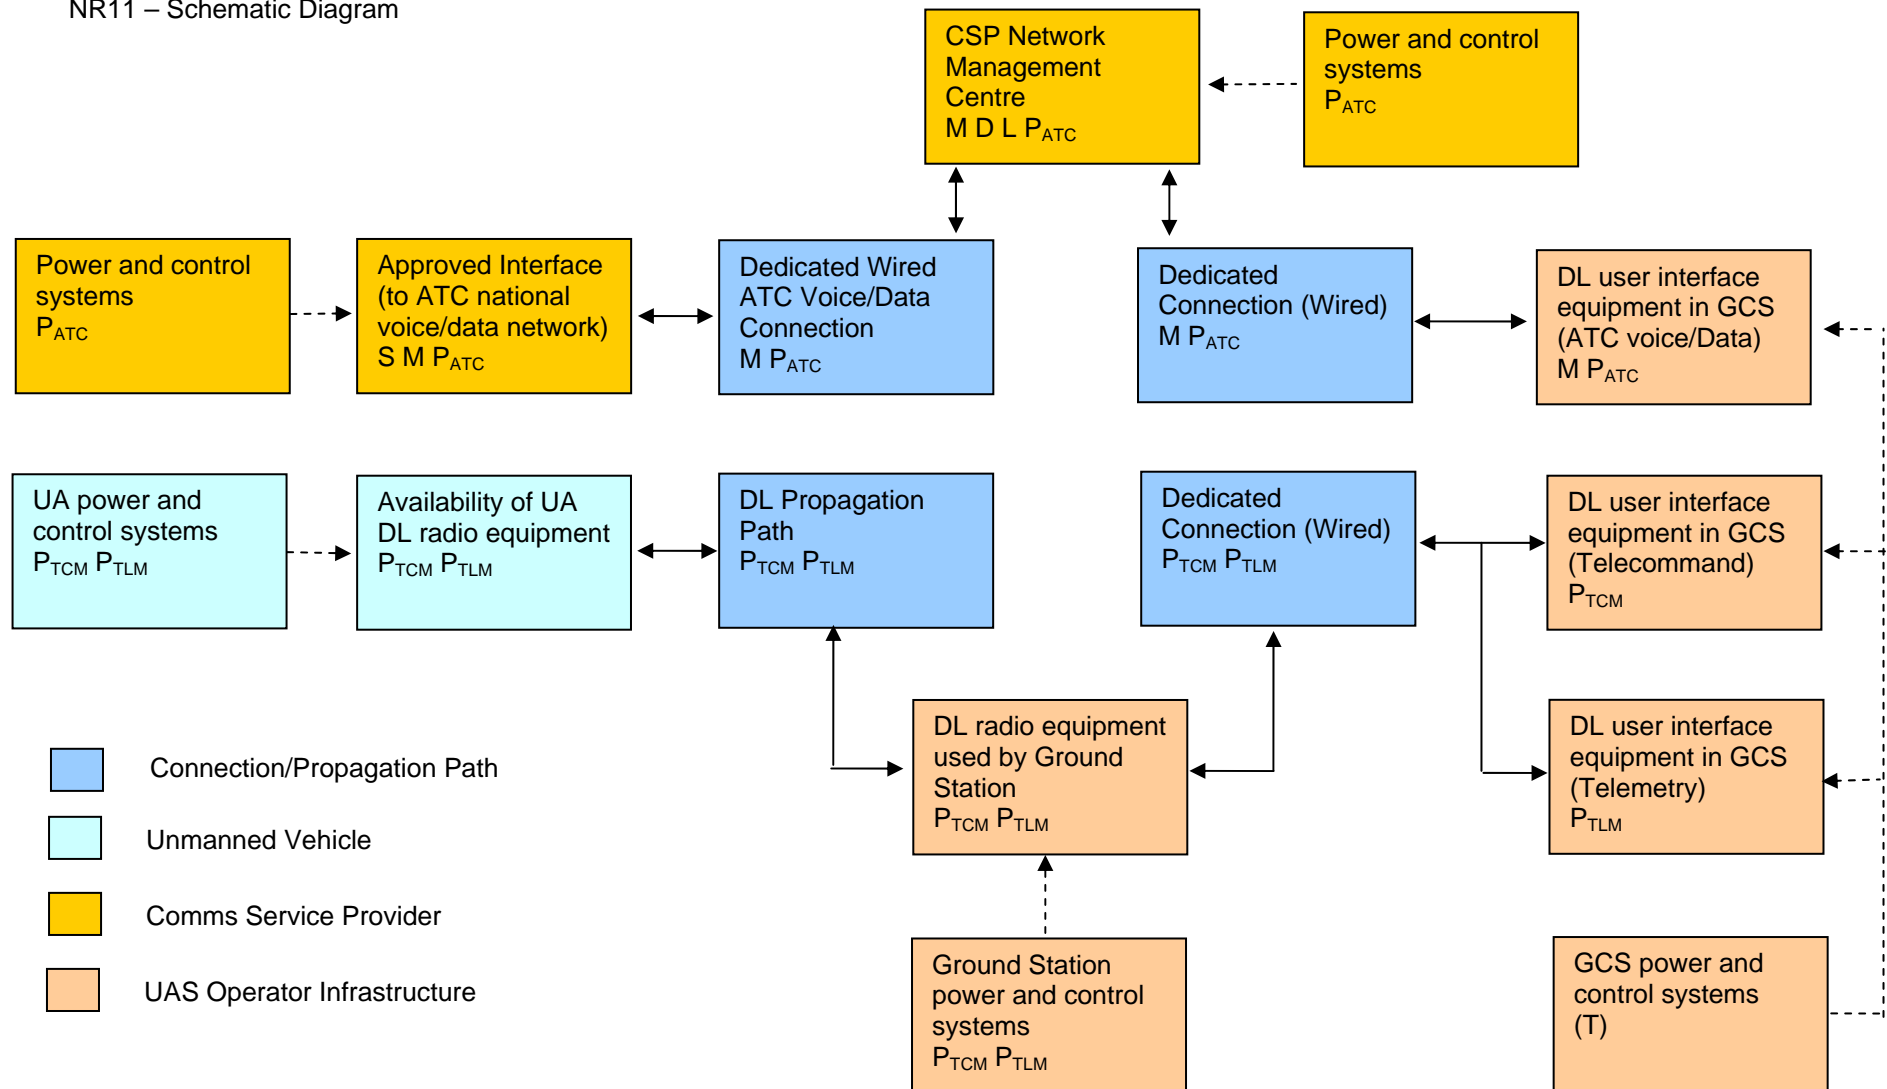 NR11 – Schematic Diagram
CSP Network
Management
Centre
M D L PATC
Power and control
systems
PATC
Power and control
systems
PATC
Approved Interface
(to ATC national
voice/data network)
S M PATC
Dedicated Wired
ATC Voice/Data
Connection
M PATC
Dedicated
Connection (Wired)
M PATC
DL user interface
equipment in GCS
(ATC voice/Data)
M PATC
UA power and
control systems
PTCM PTLM
Availability of UA
DL radio equipment
PTCM PTLM
DL Propagation
Path
PTCM PTLM
Dedicated
Connection (Wired)
PTCM PTLM
DL user interface
equipment in GCS
(Telecommand)
PTCM
DL radio equipment
used by Ground
Station
PTCM PTLM
DL user interface
equipment in GCS
(Telemetry)
PTLM
Connection/Propagation Path
Unmanned Vehicle
Comms Service Provider
UAS Operator Infrastructure
Ground Station
power and control
systems
PTCM PTLM
GCS power and
control systems
(T)